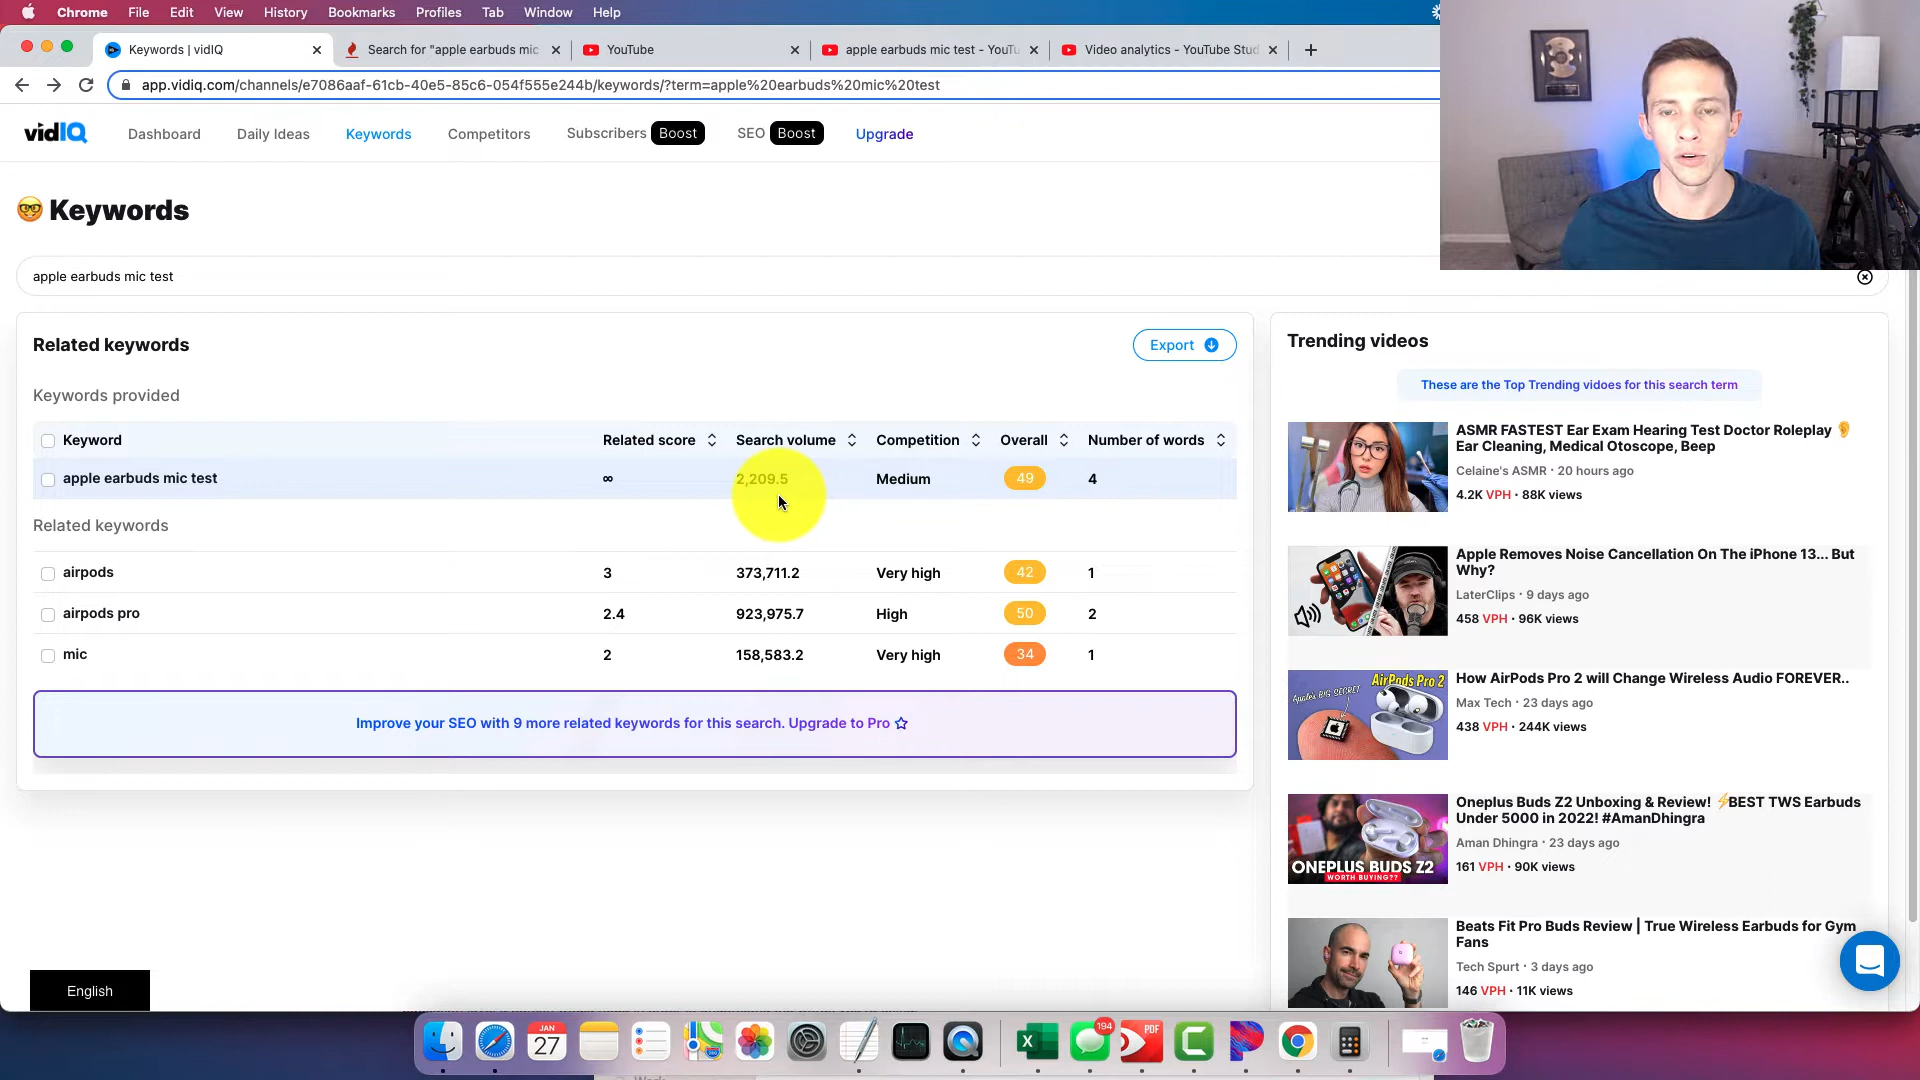 Chrome File Edit View History Bookmarks Profiles Tab Window Help
Keywords | vidIQ
Search for "apple earbuds mic
YouTube
apple earbuds mic test - YouTu
Video analytics - YouTube Stud
app.vidiq.com/channels/e7086aaf-61cb-40e5-85c6-054f555e244b/keywords/?term=apple%20earbuds%20mic%20test
vidIQ Dashboard Daily Ideas Keywords Competitors Subscribers Boost SEO Boost Upgrade
Keywords
apple earbuds mic test
Related keywords
Export
Keywords provided
Keyword Related score Search volume Competition Overall Number of words
apple earbuds mic test ∞ 2,209.5 Medium 49 4
Related keywords
airpods 3 373,711.2 Very high 42 1
airpods pro 2.4 923,975.7 High 50 2
mic 2 158,583.2 Very high 34 1
Improve your SEO with 9 more related keywords for this search. Upgrade to Pro
Trending videos
These are the Top Trending vidoes for this search term
ASMR FASTEST Ear Exam Hearing Test Doctor Roleplay
Ear Cleaning, Medical Otoscope, Beep
Celaine's ASMR · 20 hours ago
4.2K VPH · 88K views
Apple Removes Noise Cancellation On The iPhone 13... But
Why?
LaterClips · 9 days ago
458 VPH · 96K views
Apple's BIG SECRET
AirPods Pro 2
How AirPods Pro 2 will Change Wireless Audio FOREVER..
Max Tech · 23 days ago
438 VPH · 244K views
ONEPLUS BUDS Z2
WORTH BUYING??
Oneplus Buds Z2 Unboxing & Review! ⚡BEST TWS Earbuds
Under 5000 in 2022! #AmanDhingra
Aman Dhingra · 23 days ago
161 VPH · 90K views
Beats Fit Pro Buds Review | True Wireless Earbuds for Gym
Fans
Tech Spurt · 3 days ago
146 VPH · 11K views
English
JAN
27
194
PDF